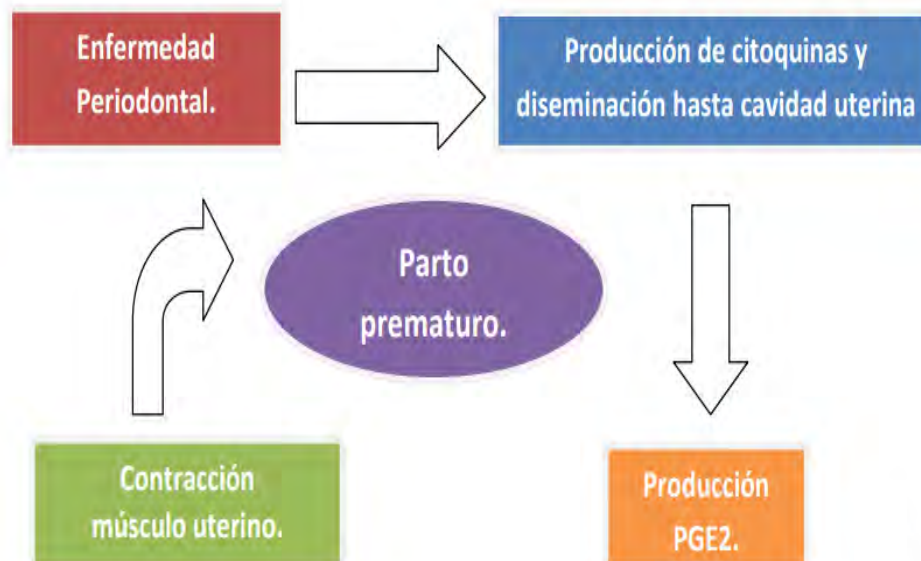 Enfermedad
Periodontal.
Producción de citoquinas y
diseminación hasta cavidad uterina
Parto
prematuro.
Contracción
músculo uterino.
Producción
PGE2.